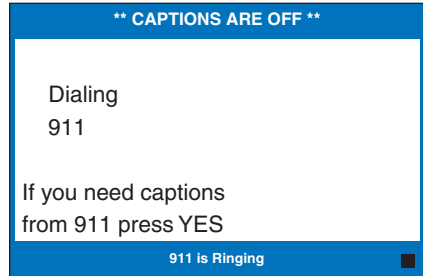 ** CAPTIONS ARE OFF **
Dialing
911
If you need captions
from 911 press YES
911 is Ringing